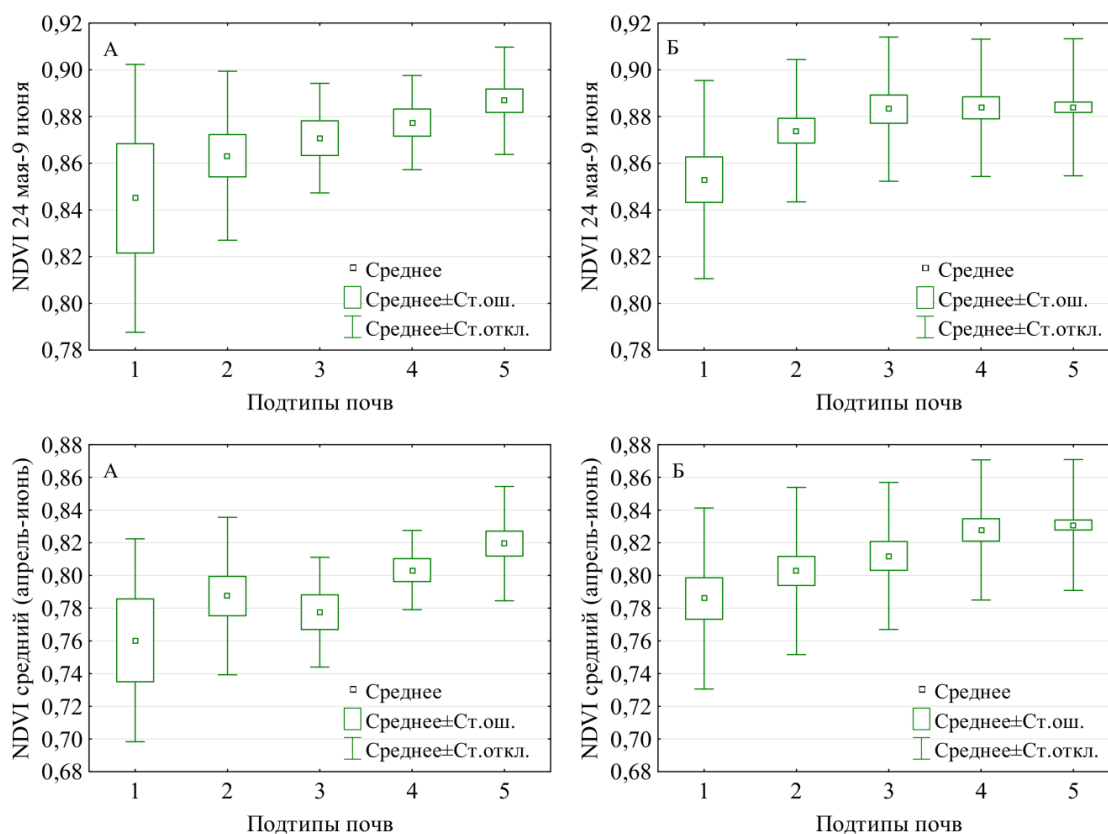 0,92
0,90
0,88
0,86
0,84
0,82
0,80
0,78
NDVI 24 мая-9 июня
А
Среднее
Среднее±Ст.ош.
Среднее±Ст.откл.
1 2 3 4 5
Подтипы почв
0,92
0,90
0,88
0,86
0,84
0,82
0,80
0,78
NDVI 24 мая-9 июня
Б
Среднее
Среднее±Ст.ош.
Среднее±Ст.откл.
1 2 3 4 5
Подтипы почв
0,88
0,86
0,84
0,82
0,80
0,78
0,76
0,74
0,72
0,70
0,68
NDVI средний (апрель-июнь)
А
Среднее
Среднее±Ст.ош.
Среднее±Ст.откл.
1 2 3 4 5
Подтипы почв
0,88
0,86
0,84
0,82
0,80
0,78
0,76
0,74
0,72
0,70
0,68
NDVI средний (апрель-июнь)
Б
Среднее
Среднее±Ст.ош.
Среднее±Ст.откл.
1 2 3 4 5
Подтипы почв